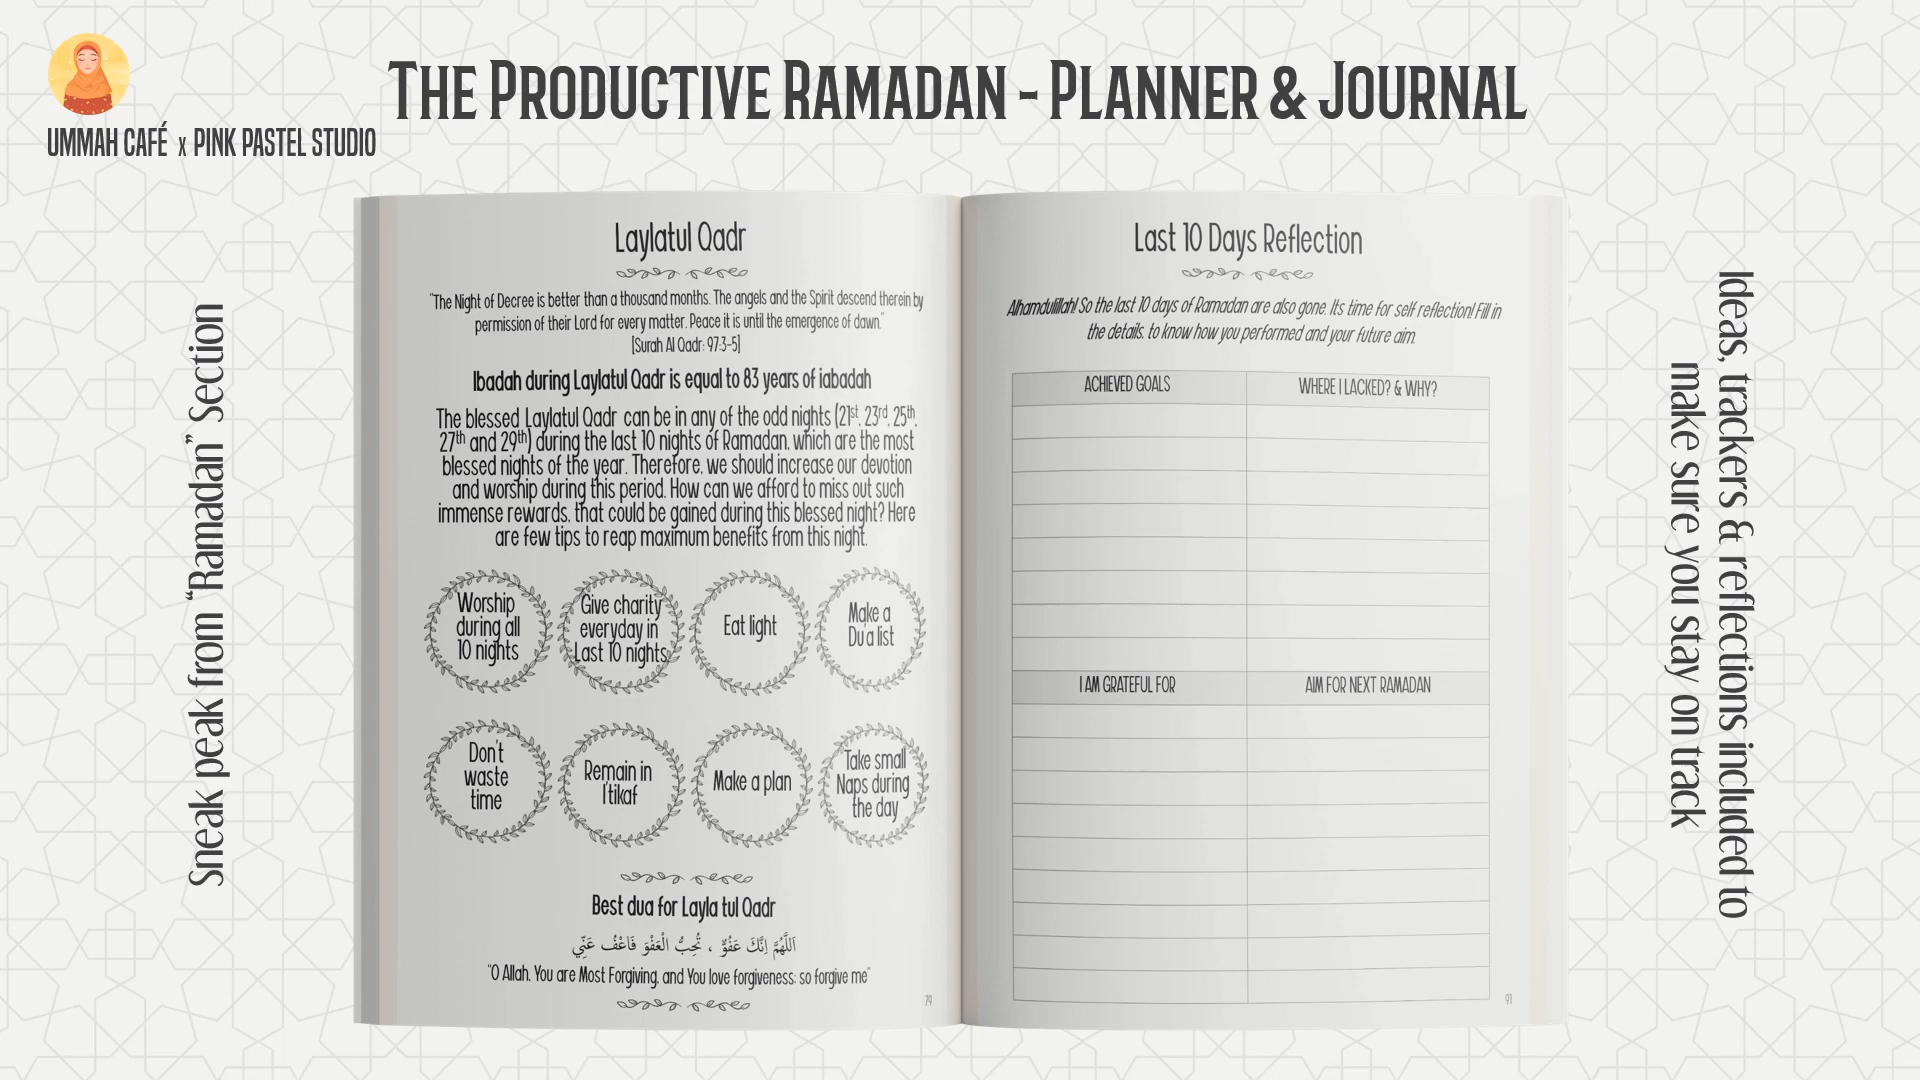 THE PRODUCTIVE RAMADAN - PLANNER & JOURNAL
UMMAH CAFÉ x PINK PASTEL STUDIO
Sneak peak from “Ramadan” Section
Laylatul Qadr
"The Night of Decree is better than a thousand months. The angels and the Spirit descend therein by
permission of their Lord for every matter. Peace it is until the emergence of dawn."
[Surah Al Qadr: 97:3-5]
Ibadah during Laylatul Qadr is equal to 83 years of iabadah
The blessed Laylatul Qadr can be in any of the odd nights (21st, 23rd, 25th,
27th and 29th) during the last 10 nights of Ramadan, which are the most
blessed nights of the year. Therefore, we should increase our devotion
and worship during this period. How can we afford to miss out such
immense rewards, that could be gained during this blessed night? Here
are few tips to reap maximum benefits from this night.
Worship
during all
10 nights
Give charity
everyday in
Last 10 nights
Eat light
Make a
Du'a list
Don't
waste
time
Remain in
I'tikaf
Make a plan
Take small
Naps during
the day
Best dua for Layla tul Qadr
اَللَّهُمَّ اِنَّكَ عَفُوٌّ ، تُحِبُّ الْعَفْوَ فَاعْفُ عَنِّي
"O Allah, You are Most Forgiving, and You love forgiveness; so forgive me"
79
Last 10 Days Reflection
Alhamdulillah! So the last 10 days of Ramadan are also gone. Its time for self reflection! Fill in
the details, to know how you performed and your future aim.
ACHIEVED GOALS
WHERE I LACKED? & WHY?
I AM GRATEFUL FOR
AIM FOR NEXT RAMADAN
91
Ideas, trackers & reflections included to
make sure you stay on track